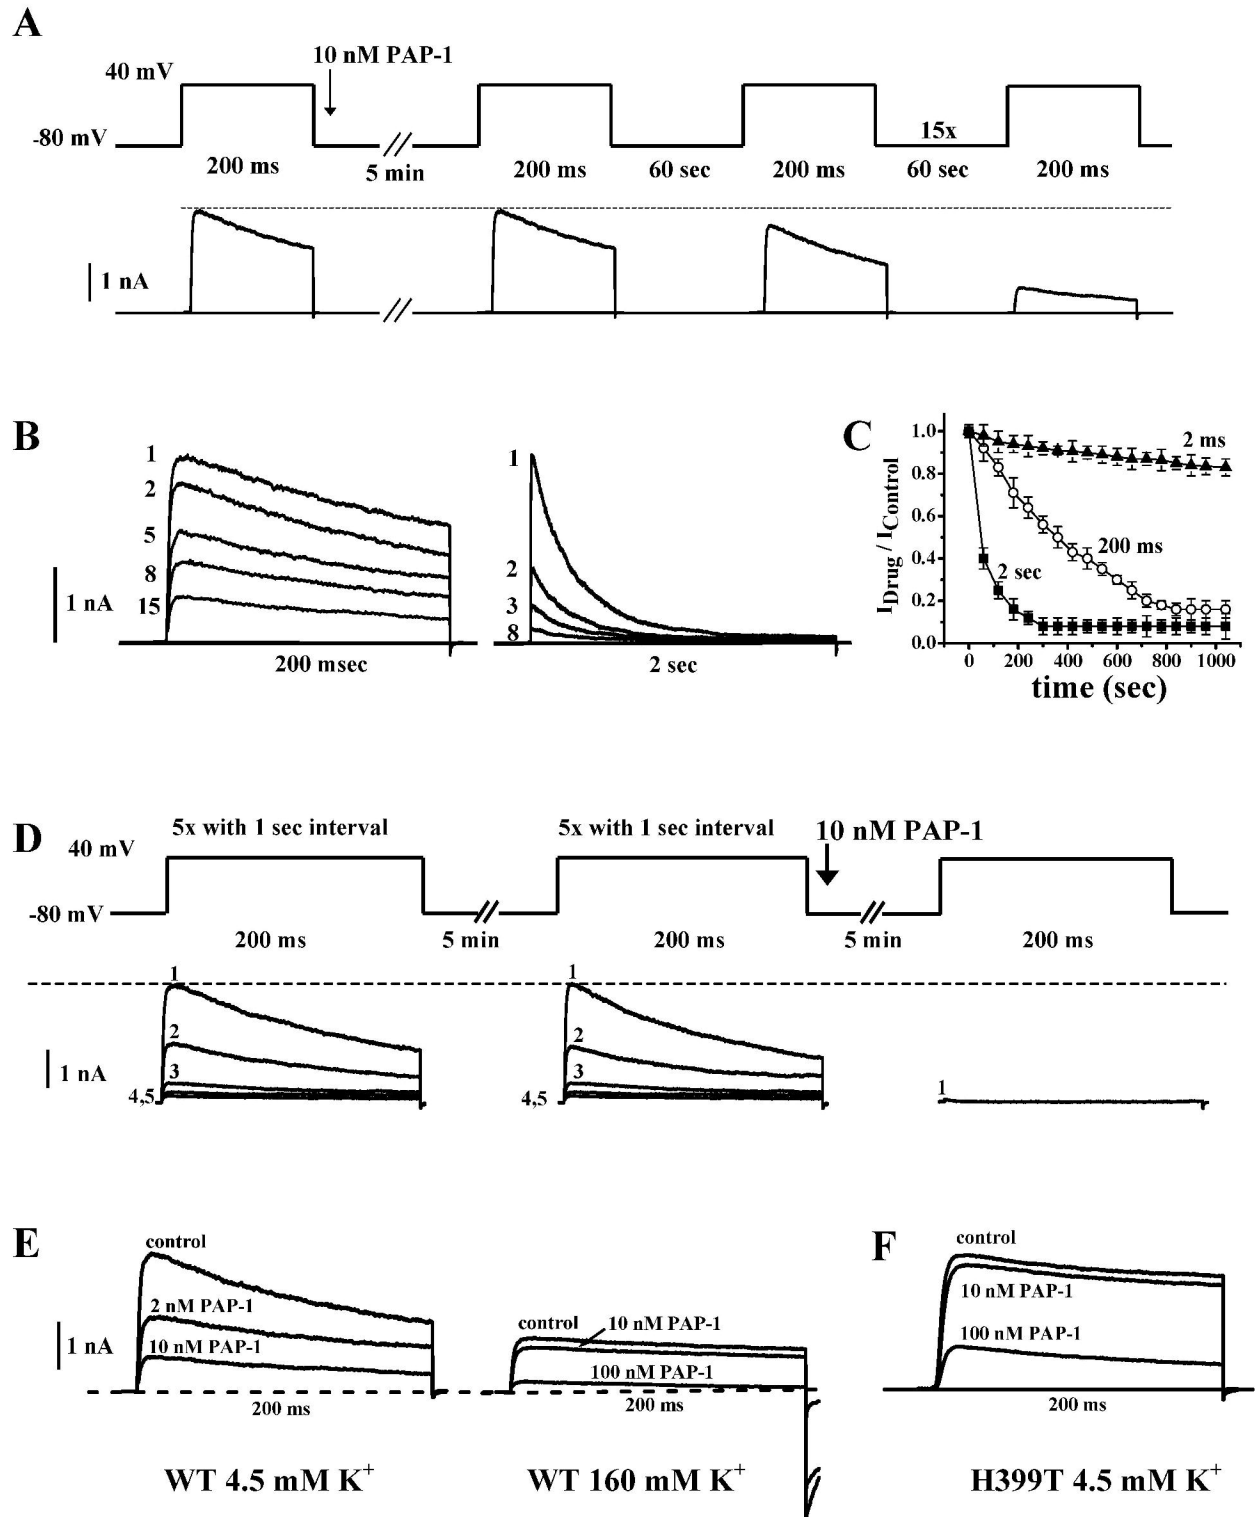 A
10 nM PAP-1
40 mV
-80 mV
15x
200 ms
5 min
200 ms
60 sec
200 ms
60 sec
200 ms
1 nA
B
1
2
5
8
15
1 nA
200 msec
1
2
3
8
2 sec
C
I Drug / I Control
1.0
0.8
0.6
0.4
0.2
0.0
2 ms
200 ms
2 sec
0 200 400 600 800 1000
time (sec)
D
5x with 1 sec interval
5x with 1 sec interval
10 nM PAP-1
40 mV
-80 mV
200 ms
5 min
200 ms
5 min
200 ms
1
2
3
4,5
1 nA
1
2
3
4,5
1
E
control
2 nM PAP-1
10 nM PAP-1
1 nA
200 ms
WT 4.5 mM K+
control
10 nM PAP-1
100 nM PAP-1
200 ms
WT 160 mM K+
F
control
10 nM PAP-1
100 nM PAP-1
200 ms
H399T 4.5 mM K+